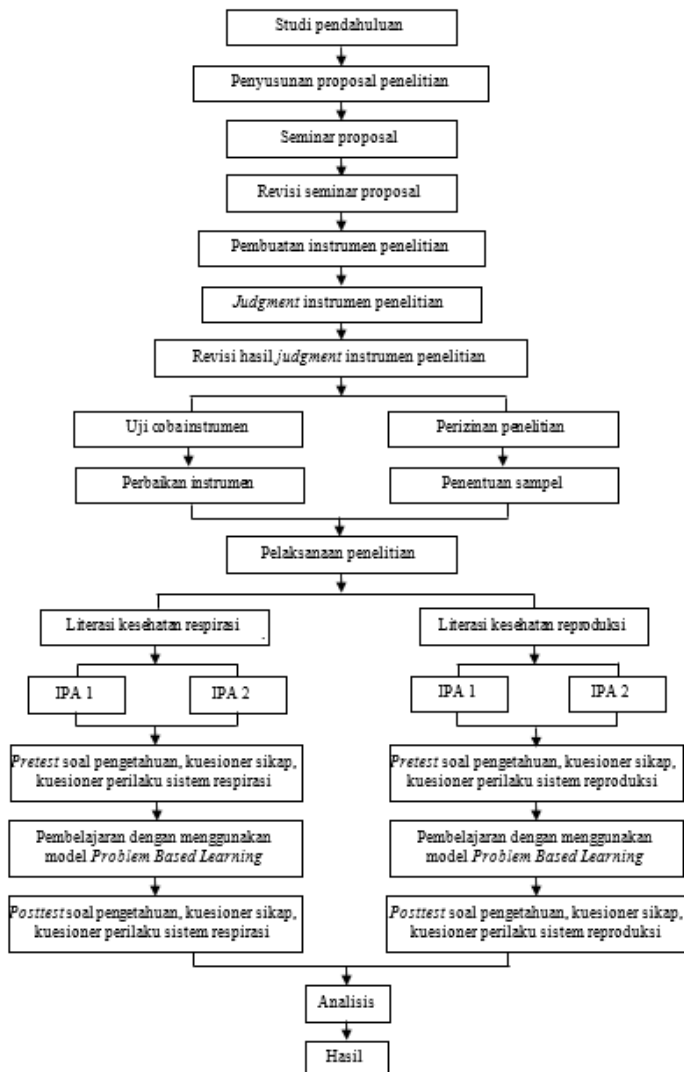 Studi pendahuluan
Penyusunan proposal penelitian
Seminar proposal
Revisi seminar proposal
Pembuatan instrumen penelitian
Judgment instrumen penelitian
Revisi hasil judgment instrumen penelitian
Uji coba instrumen
Perizinan penelitian
Perbaikan instrumen
Penentuan sampel
Pelaksanaan penelitian
Literasi kesehatan respirasi
Literasi kesehatan reproduksi
IPA 1
IPA 2
IPA 1
IPA 2
Pretest soal pengetahuan, kuesioner sikap,
kuesioner perilaku sistem respirasi
Pretest soal pengetahuan, kuesioner sikap,
kuesioner perilaku sistem reproduksi
Pembelajaran dengan menggunakan
model Problem Based Learning
Pembelajaran dengan menggunakan
model Problem Based Learning
Posttest soal pengetahuan, kuesioner sikap,
kuesioner perilaku sistem respirasi
Posttest soal pengetahuan, kuesioner sikap,
kuesioner perilaku sistem reproduksi
Analisis
Hasil